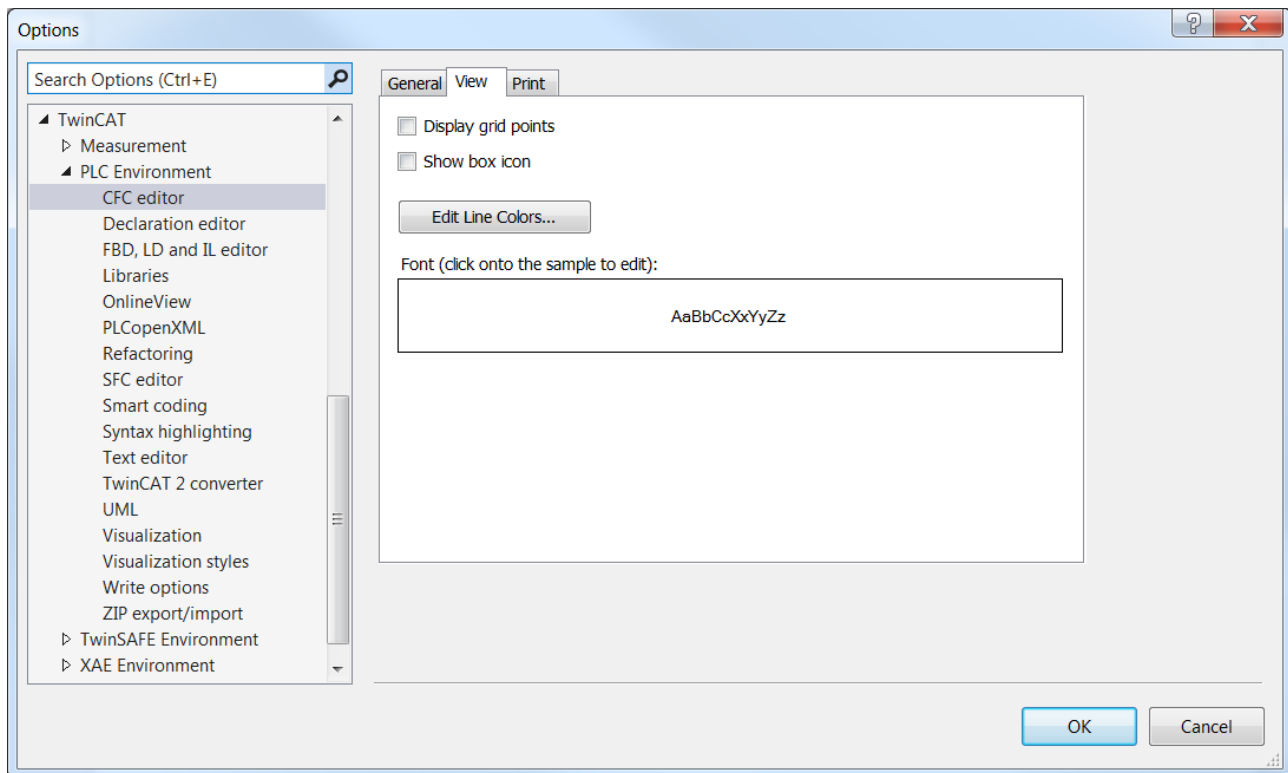 Options
Search Options (Ctrl+E)
TwinCAT
Measurement
PLC Environment
CFC editor
Declaration editor
FBD, LD and IL editor
Libraries
OnlineView
PLCopenXML
Refactoring
SFC editor
Smart coding
Syntax highlighting
Text editor
TwinCAT 2 converter
UML
Visualization
Visualization styles
Write options
ZIP export/import
TwinSAFE Environment
XAE Environment
General View Print
Display grid points
Show box icon
Edit Line Colors...
Font (click onto the sample to edit):
AaBbCcXxYyZz
OK Cancel